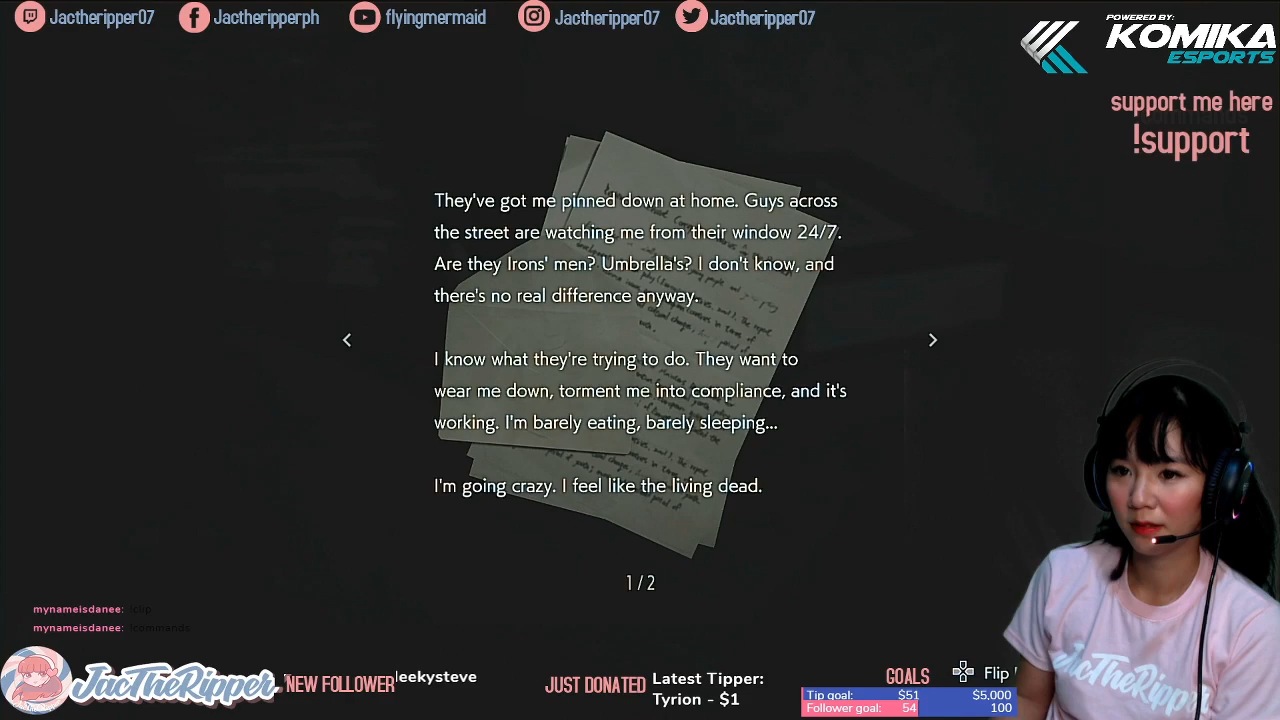 Jactheripper07
Jactheripperph
flyingmermaid
Jactheripper07
Jactheripper07
POWERED BY:
KOMIKA
ESPORTS
support me here
!support
They've got me pinned down at home. Guys across
the street are watching me from their window 24/7.
Are they Irons' men? Umbrella's? I don't know, and
there's no real difference anyway.
I know what they're trying to do. They want to
wear me down, torment me into compliance, and it's
working. I'm barely eating, barely sleeping...
I'm going crazy. I feel like the living dead.
1 / 2
mynameisdanee: !clip
mynameisdanee: !commands
JacTheRipper
NEW FOLLOWER
leekysteve
JUST DONATED
Latest Tipper:
Tyrion - $1
GOALS
Flip
Tip goal: $51 $5,000
Follower goal: 54 100
JacTheRipper